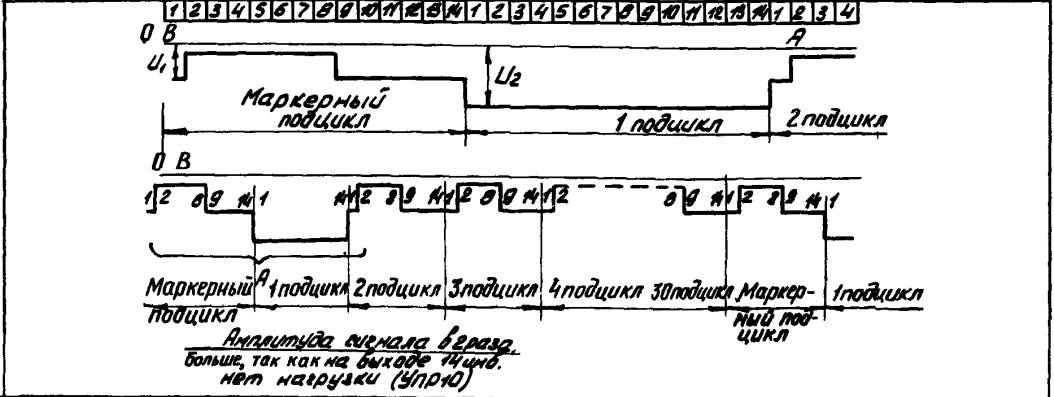 1 2 3 4 5 6 7 8 9 10 11 12 13 14 1 2 3 4 5 6 7 8 9 10 11 12 13 14 1 2 3 4
0 В A
U1 U2
Маркерный
подцикл
1 подцикл 2 подцикл
0 В
1 2 8 9 14 1 14 1 2 8 9 14 1 2 8 9 14 1 2 8 9 14 1 2 8 9 14 1
A
Маркерный
подцикл
1 подцикл 2 подцикл 3 подцикл 4 подцикл 30 подцикл
Маркер-
ный под-
цикл
1 подцикл
Амплитуда сигнала в 2 раза
больше, так как на выходе 14 инв.
нет нагрузки (УПР10)